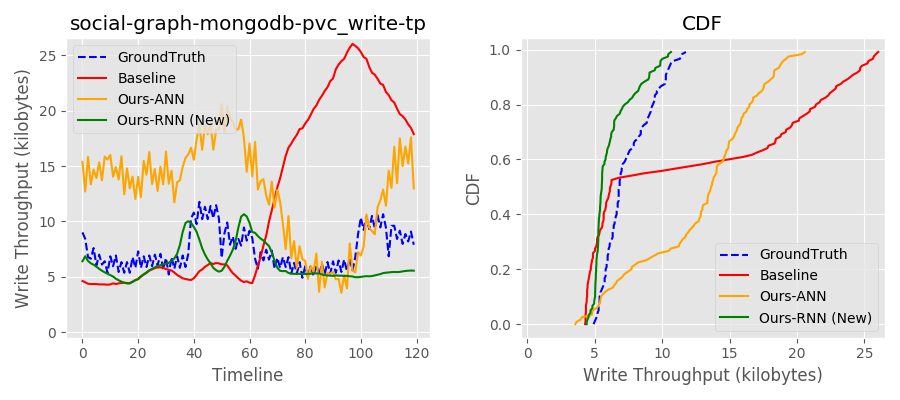 social-graph-mongodb-pvc_write-tp
Write Throughput (kilobytes)
25
20
15
10
5
0
GroundTruth
Baseline
Ours-ANN
Ours-RNN (New)
0 20 40 60 80 100 120
Timeline
CDF
CDF
1.0
0.8
0.6
0.4
0.2
0.0
GroundTruth
Baseline
Ours-ANN
Ours-RNN (New)
0 5 10 15 20 25
Write Throughput (kilobytes)